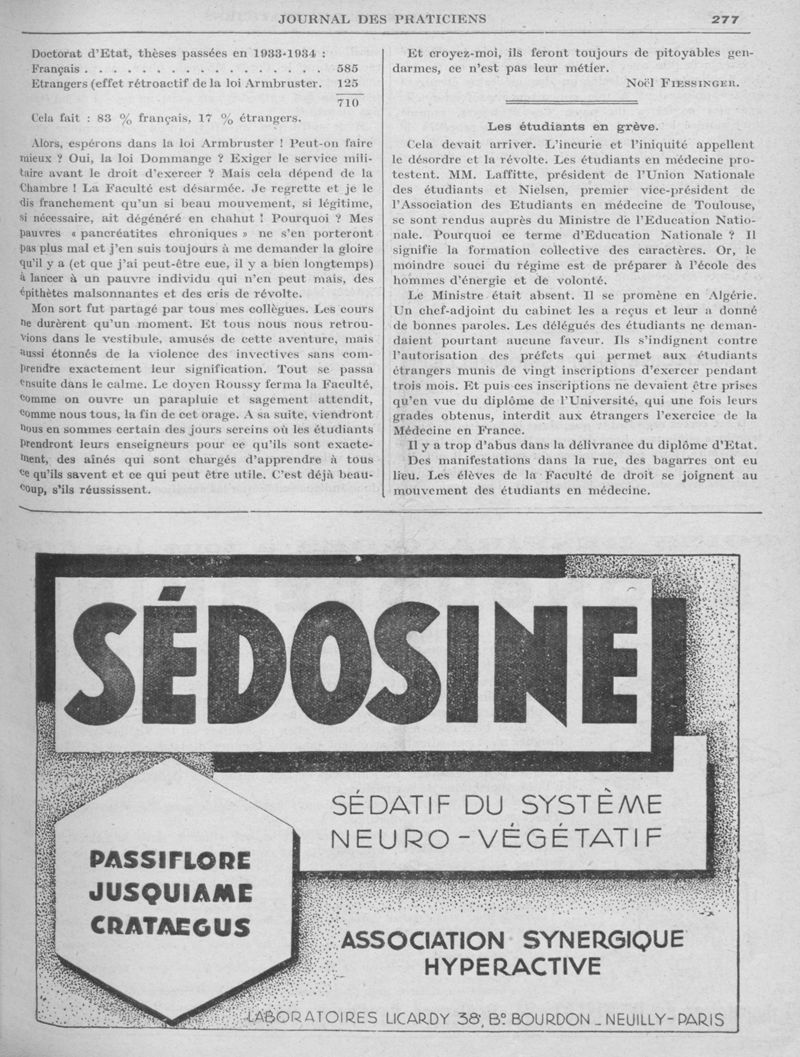 JOURNAL DES PRATICIENS
277
Doctorat d'Etat, thèses passées en 1933-1934 :
Français . . . . . . . . . . . . . . . . . 585
Etrangers (effet rétroactif de la loi Armbruster. 125
710
Cela fait : 83 % français, 17 % étrangers.
Alors, espérons dans la loi Armbruster ! Peut-on faire
mieux ? Oui, la loi Dommange ? Exiger le service mili-
taire avant le droit d'exercer ? Mais cela dépend de la
Chambre ! La Faculté est désarmée. Je regrette et je le
dis franchement qu'un si beau mouvement, si légitime,
si nécessaire, ait dégénéré en chahut ! Pourquoi ? Mes
pauvres « pancréatites chroniques » ne s'en porteront
pas plus mal et j'en suis toujours à me demander la gloire
qu'il y a (et que j'ai peut-être eue, il y a bien longtemps)
à lancer à un pauvre individu qui n'en peut mais, des
épithètes malsonnantes et des cris de révolte.
Mon sort fut partagé par tous mes collègues. Les cours
ne durèrent qu'un moment. Et tous nous nous retrou-
vions dans le vestibule, amusés de cette aventure, mais
aussi étonnés de la violence des invectives sans com-
prendre exactement leur signification. Tout se passa
ensuite dans le calme. Le doyen Roussy ferma la Faculté,
comme on ouvre un parapluie et sagement attendit,
comme nous tous, la fin de cet orage. A sa suite, viendront
nous en sommes certain des jours sereins où les étudiants
prendront leurs enseigneurs pour ce qu'ils sont exacte-
ment, des aînés qui sont chargés d'apprendre à tous
ce qu'ils savent et ce qui peut être utile. C'est déjà beau-
coup, s'ils réussissent.
Et croyez-moi, ils feront toujours de pitoyables gen-
darmes, ce n'est pas leur métier.
Noël FIESSINGER.
Les étudiants en grève.
Cela devait arriver. L'incurie et l'iniquité appellent
le désordre et la révolte. Les étudiants en médecine pro-
testent. MM. Laffitte, président de l'Union Nationale
des étudiants et Nielsen, premier vice-président de
l'Association des Etudiants en médecine de Toulouse,
se sont rendus auprès du Ministre de l'Education Natio-
nale. Pourquoi ce terme d'Education Nationale ? Il
signifie la formation collective des caractères. Or, le
moindre souci du régime est de préparer à l'école des
hommes d'énergie et de volonté.
Le Ministre était absent. Il se promène en Algérie.
Un chef-adjoint du cabinet les a reçus et leur a donné
de bonnes paroles. Les délégués des étudiants ne deman-
daient pourtant aucune faveur. Ils s'indignent contre
l'autorisation des préfets qui permet aux étudiants
étrangers munis de vingt inscriptions d'exercer pendant
trois mois. Et puis ces inscriptions ne devaient être prises
qu'en vue du diplôme de l'Université, qui une fois leurs
grades obtenus, interdit aux étrangers l'exercice de la
Médecine en France.
Il y a trop d'abus dans la délivrance du diplôme d'Etat.
Des manifestations dans la rue, des bagarres ont eu
lieu. Les élèves de la Faculté de droit se joignent au
mouvement des étudiants en médecine.
SÉDOSINE
SÉDATIF DU SYSTÈME
NEURO-VÉGÉTATIF
PASSIFLORE
JUSQUIAME
CRATAEGUS
ASSOCIATION SYNERGIQUE
HYPERACTIVE
LABORATOIRES LICARDY 38, Bᴰ BOURDON _ NEUILLY-PARIS